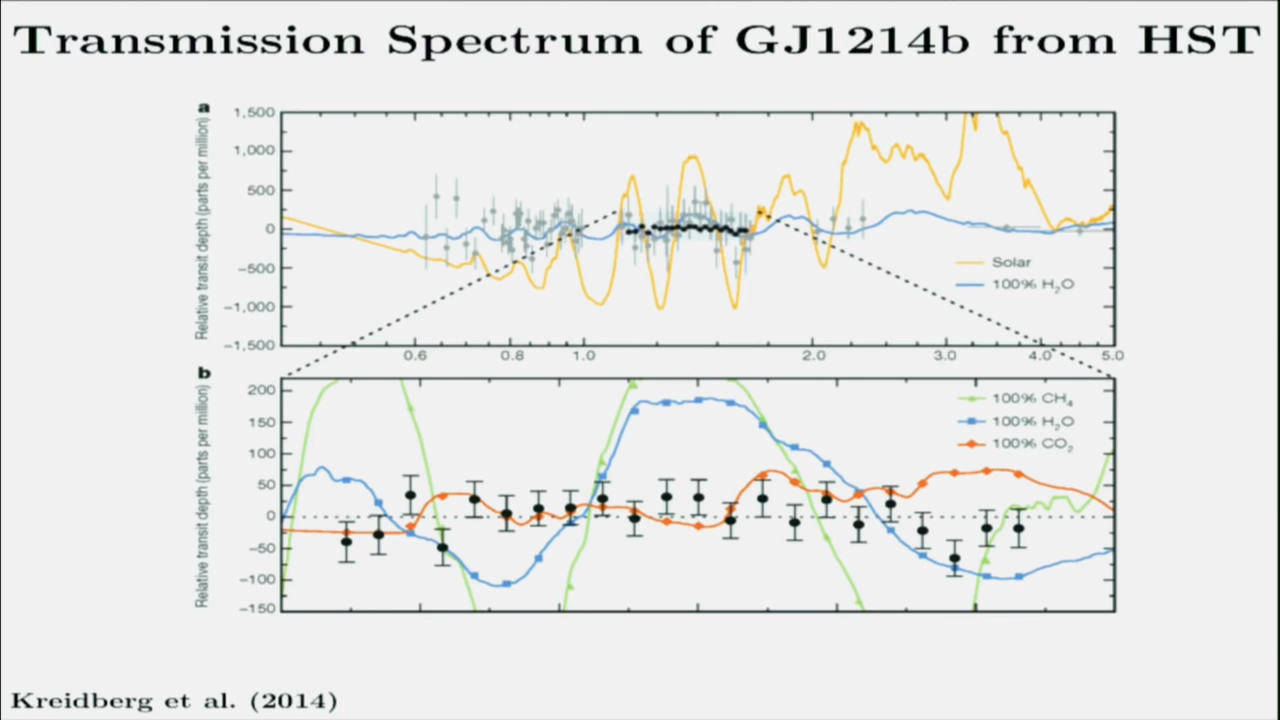 Transmission Spectrum of GJ1214b from HST
a
Relative transit depth (parts per million)
1,500
1,000
500
0
−500
−1,000
−1,500
Solar
100% H₂O
0.6 0.8 1.0 2.0 3.0 4.0 5.0
b
Relative transit depth (parts per million)
200
150
100
50
0
−50
−100
−150
100% CH₄
100% H₂O
100% CO₂
Kreidberg et al. (2014)